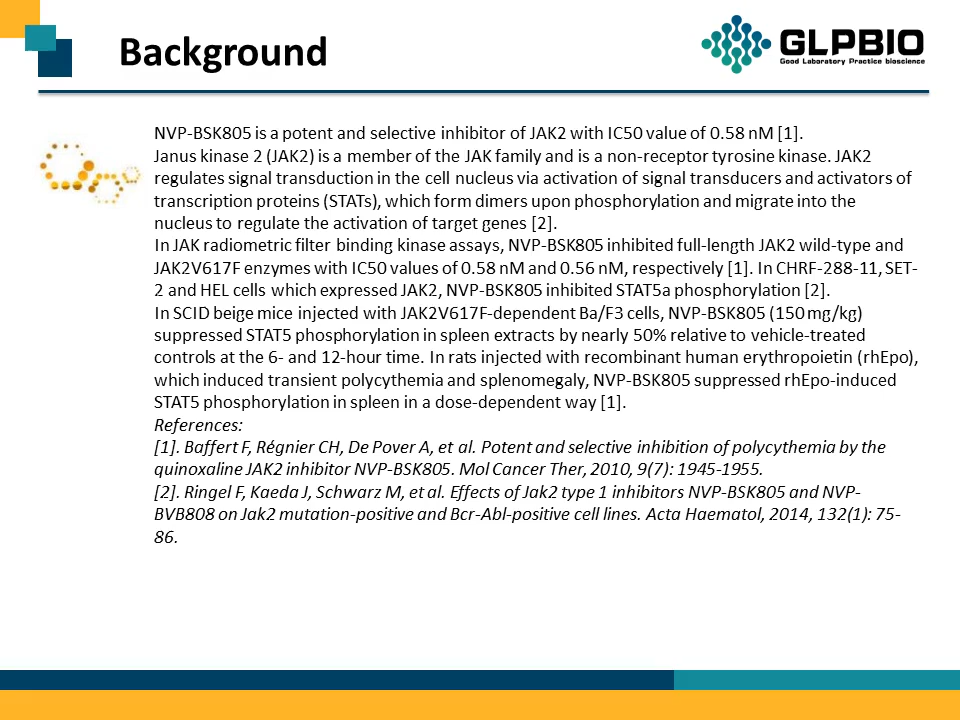 Background
GLPBIO
Good Laboratory Practice bioscience
NVP-BSK805 is a potent and selective inhibitor of JAK2 with IC50 value of 0.58 nM [1].
Janus kinase 2 (JAK2) is a member of the JAK family and is a non-receptor tyrosine kinase. JAK2
regulates signal transduction in the cell nucleus via activation of signal transducers and activators of
transcription proteins (STATs), which form dimers upon phosphorylation and migrate into the
nucleus to regulate the activation of target genes [2].
In JAK radiometric filter binding kinase assays, NVP-BSK805 inhibited full-length JAK2 wild-type and
JAK2V617F enzymes with IC50 values of 0.58 nM and 0.56 nM, respectively [1]. In CHRF-288-11, SET-
2 and HEL cells which expressed JAK2, NVP-BSK805 inhibited STAT5a phosphorylation [2].
In SCID beige mice injected with JAK2V617F-dependent Ba/F3 cells, NVP-BSK805 (150 mg/kg)
suppressed STAT5 phosphorylation in spleen extracts by nearly 50% relative to vehicle-treated
controls at the 6- and 12-hour time. In rats injected with recombinant human erythropoietin (rhEpo),
which induced transient polycythemia and splenomegaly, NVP-BSK805 suppressed rhEpo-induced
STAT5 phosphorylation in spleen in a dose-dependent way [1].
References:
[1]. Baffert F, Régnier CH, De Pover A, et al. Potent and selective inhibition of polycythemia by the
quinoxaline JAK2 inhibitor NVP-BSK805. Mol Cancer Ther, 2010, 9(7): 1945-1955.
[2]. Ringel F, Kaeda J, Schwarz M, et al. Effects of Jak2 type 1 inhibitors NVP-BSK805 and NVP-
BVB808 on Jak2 mutation-positive and Bcr-Abl-positive cell lines. Acta Haematol, 2014, 132(1): 75-
86.